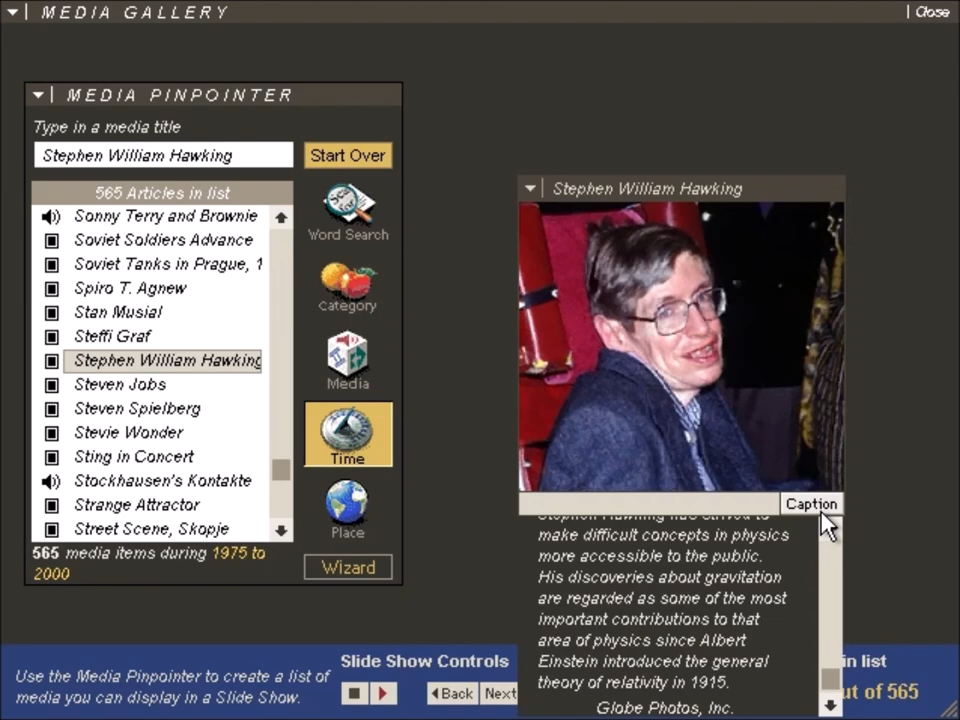 MEDIA GALLERY
Close
MEDIA PINPOINTER
Type in a media title
Stephen William Hawking
Start Over
565 Articles in list
Sonny Terry and Brownie
Soviet Soldiers Advance
Soviet Tanks in Prague, 1
Spiro T. Agnew
Stan Musial
Steffi Graf
Stephen William Hawking
Steven Jobs
Steven Spielberg
Stevie Wonder
Sting in Concert
Stockhausen's Kontakte
Strange Attractor
Street Scene, Skopje
565 media items during 1975 to
2000
Word Search
Category
Media
Time
Place
Wizard
Stephen William Hawking
Caption
Stephen Hawking has strived to
make difficult concepts in physics
more accessible to the public.
His discoveries about gravitation
are regarded as some of the most
important contributions to that
area of physics since Albert
Einstein introduced the general
theory of relativity in 1915.
Globe Photos, Inc.
Use the Media Pinpointer to create a list of
media you can display in a Slide Show.
Slide Show Controls
Back
Next
in list
out of 565